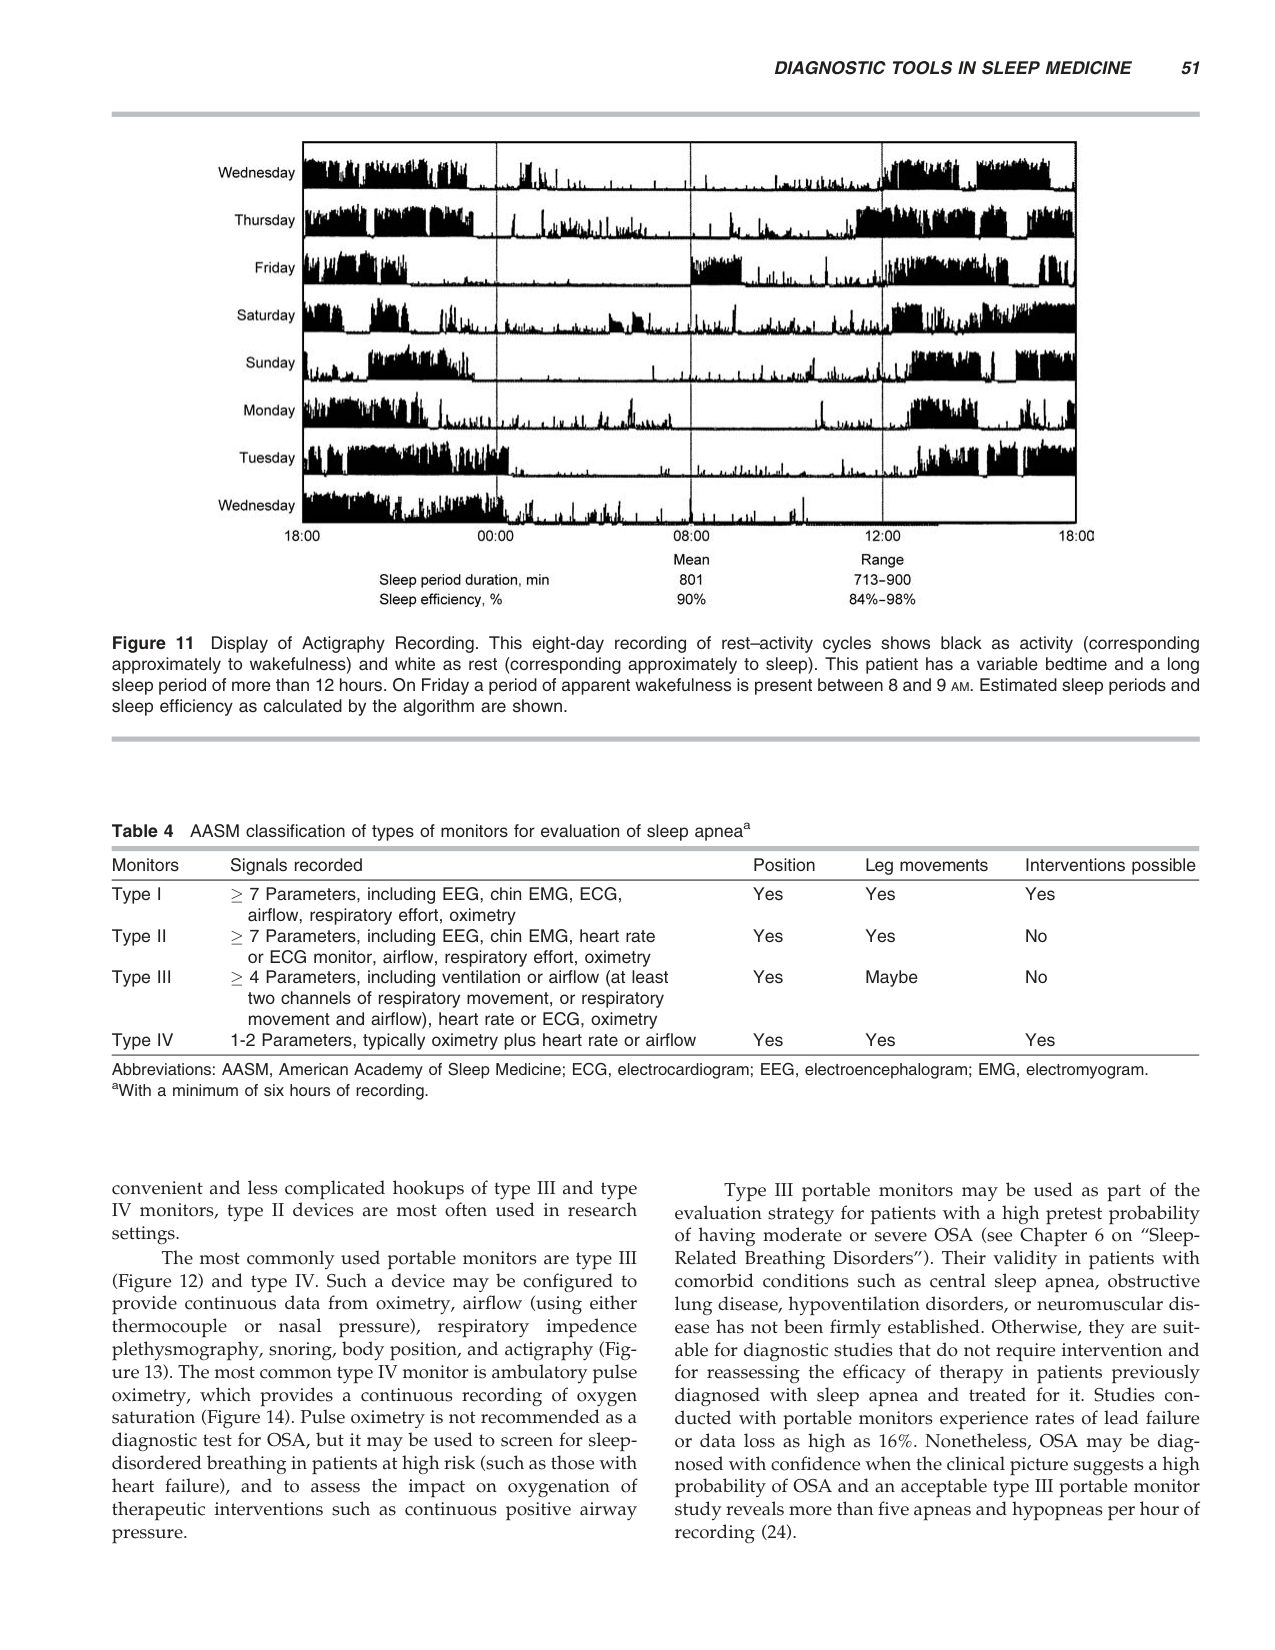 DIAGNOSTIC TOOLS IN SLEEP MEDICINE 51
Wednesday
Thursday
Friday
Saturday
Sunday
Monday
Tuesday
Wednesday
18:00 00:00 08:00 12:00 18:00
Mean Range
Sleep period duration, min 801 713–900
Sleep efficiency, % 90% 84%–98%
Figure 11 Display of Actigraphy Recording. This eight-day recording of rest–activity cycles shows black as activity (corresponding
approximately to wakefulness) and white as rest (corresponding approximately to sleep). This patient has a variable bedtime and a long
sleep period of more than 12 hours. On Friday a period of apparent wakefulness is present between 8 and 9 AM. Estimated sleep periods and
sleep efficiency as calculated by the algorithm are shown.
Table 4 AASM classification of types of monitors for evaluation of sleep apneaᵃ
Monitors Signals recorded Position Leg movements Interventions possible
Type I ≥ 7 Parameters, including EEG, chin EMG, ECG, Yes Yes Yes
airflow, respiratory effort, oximetry
Type II ≥ 7 Parameters, including EEG, chin EMG, heart rate Yes Yes No
or ECG monitor, airflow, respiratory effort, oximetry
Type III ≥ 4 Parameters, including ventilation or airflow (at least Yes Maybe No
two channels of respiratory movement, or respiratory
movement and airflow), heart rate or ECG, oximetry
Type IV 1-2 Parameters, typically oximetry plus heart rate or airflow Yes Yes Yes
Abbreviations: AASM, American Academy of Sleep Medicine; ECG, electrocardiogram; EEG, electroencephalogram; EMG, electromyogram.
ᵃWith a minimum of six hours of recording.
convenient and less complicated hookups of type III and type
IV monitors, type II devices are most often used in research
settings.
The most commonly used portable monitors are type III
(Figure 12) and type IV. Such a device may be configured to
provide continuous data from oximetry, airflow (using either
thermocouple or nasal pressure), respiratory impedence
plethysmography, snoring, body position, and actigraphy (Fig-
ure 13). The most common type IV monitor is ambulatory pulse
oximetry, which provides a continuous recording of oxygen
saturation (Figure 14). Pulse oximetry is not recommended as a
diagnostic test for OSA, but it may be used to screen for sleep-
disordered breathing in patients at high risk (such as those with
heart failure), and to assess the impact on oxygenation of
therapeutic interventions such as continuous positive airway
pressure.
Type III portable monitors may be used as part of the
evaluation strategy for patients with a high pretest probability
of having moderate or severe OSA (see Chapter 6 on “Sleep-
Related Breathing Disorders”). Their validity in patients with
comorbid conditions such as central sleep apnea, obstructive
lung disease, hypoventilation disorders, or neuromuscular dis-
ease has not been firmly established. Otherwise, they are suit-
able for diagnostic studies that do not require intervention and
for reassessing the efficacy of therapy in patients previously
diagnosed with sleep apnea and treated for it. Studies con-
ducted with portable monitors experience rates of lead failure
or data loss as high as 16%. Nonetheless, OSA may be diag-
nosed with confidence when the clinical picture suggests a high
probability of OSA and an acceptable type III portable monitor
study reveals more than five apneas and hypopneas per hour of
recording (24).